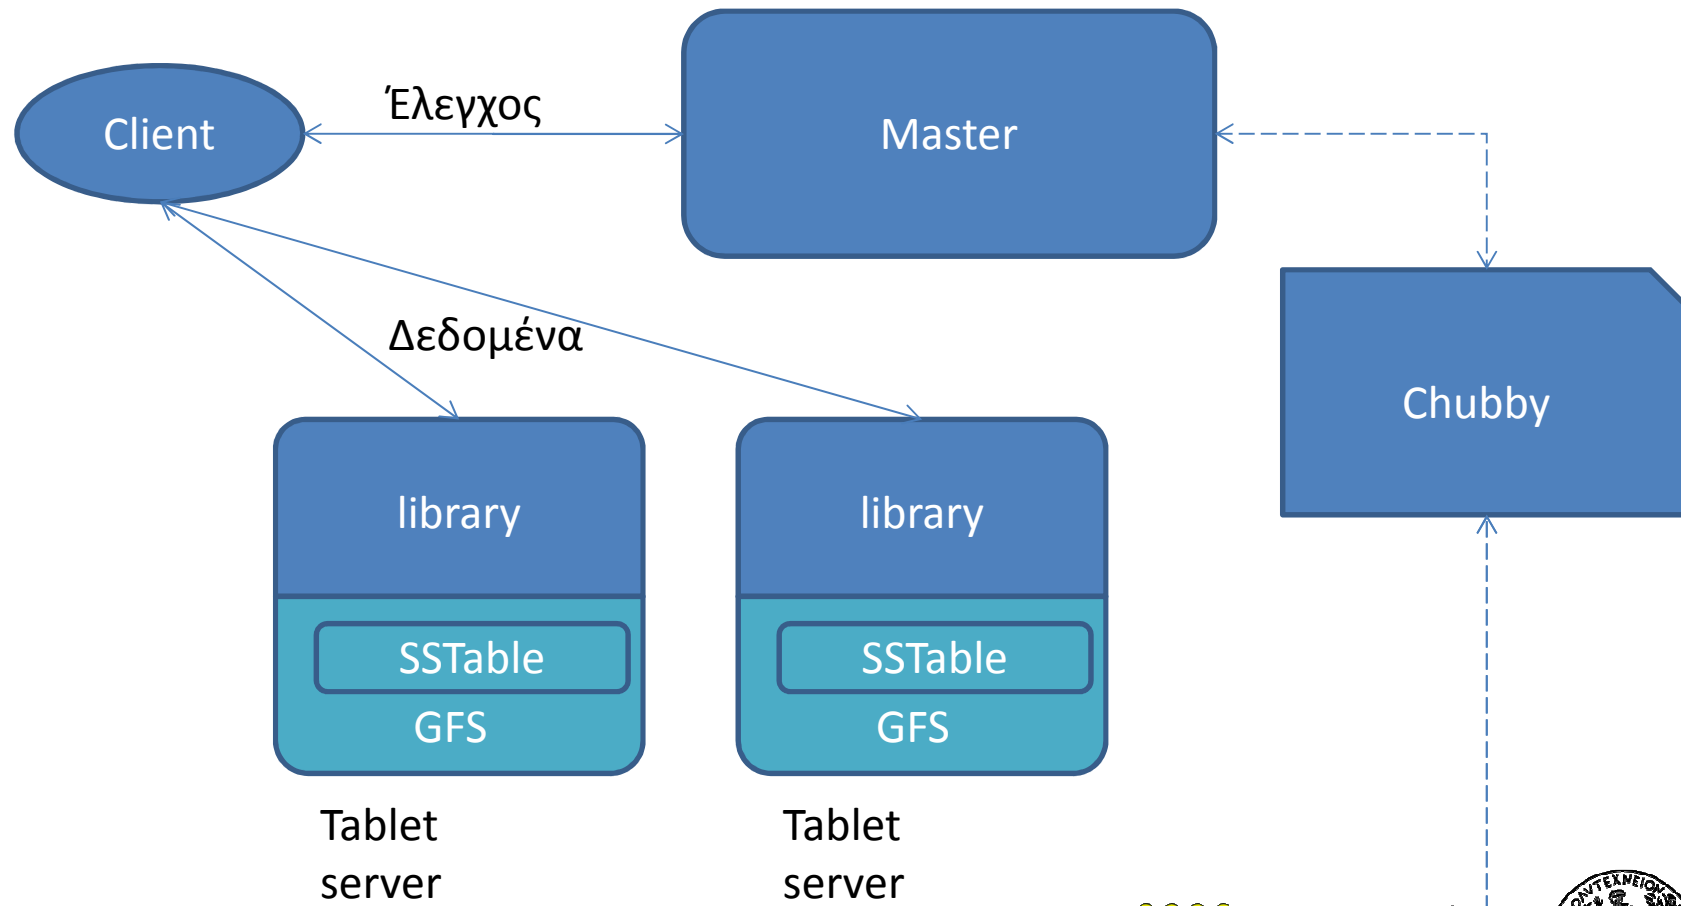 Client
Έλεγχος
Master
Δεδομένα
Chubby
library
library
SSTable
SSTable
GFS
GFS
Tablet
server
Tablet
server